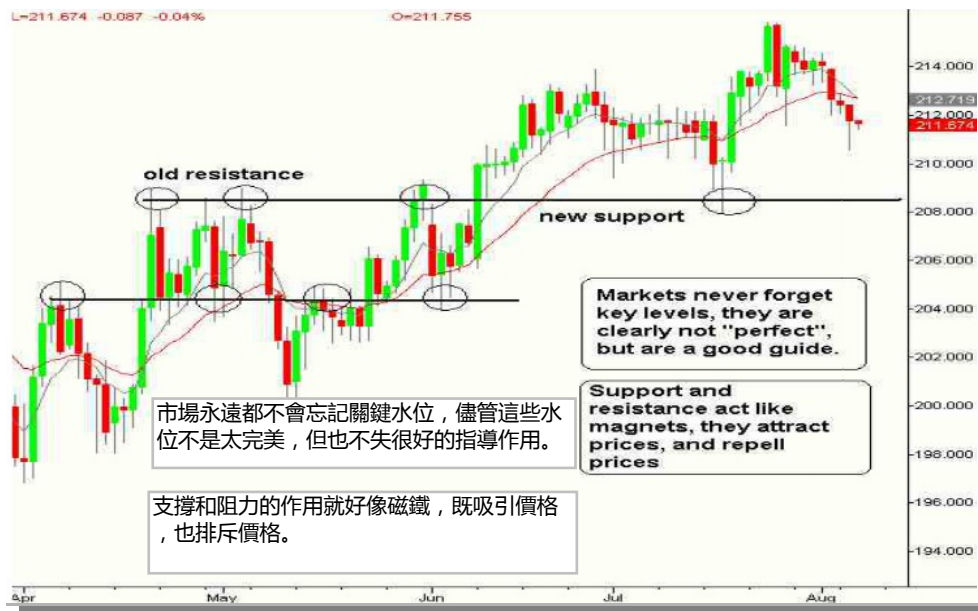 L=211.674 -0.087 -0.04% O=211.755
214.000
212.719
212.000
211.674
210.000
old resistance
208.000
new support
206.000
204.000
Markets never forget
key levels, they are
clearly not "perfect",
but are a good guide.
202.000
Support and
resistance act like
magnets, they attract
prices, and repell
prices
200.000
市場永遠都不會忘記關鍵水位，儘管這些水
位不是太完美，但也不失很好的指導作用。
198.000
支撐和阻力的作用就好像磁鐵，既吸引價格
，也排斥價格。
196.000
194.000
Apr May Jun Jul Aug